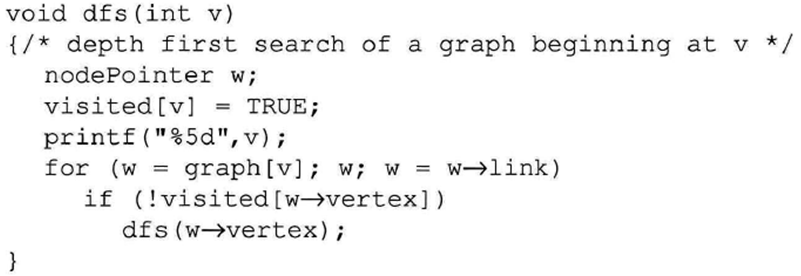 void dfs(int v)
{/* depth first search of a graph beginning at v */
nodePointer w;
visited[v] = TRUE;
printf("%5d",v);
for (w = graph[v]; w; w = w→link)
if (!visited[w→vertex])
dfs(w→vertex);
}